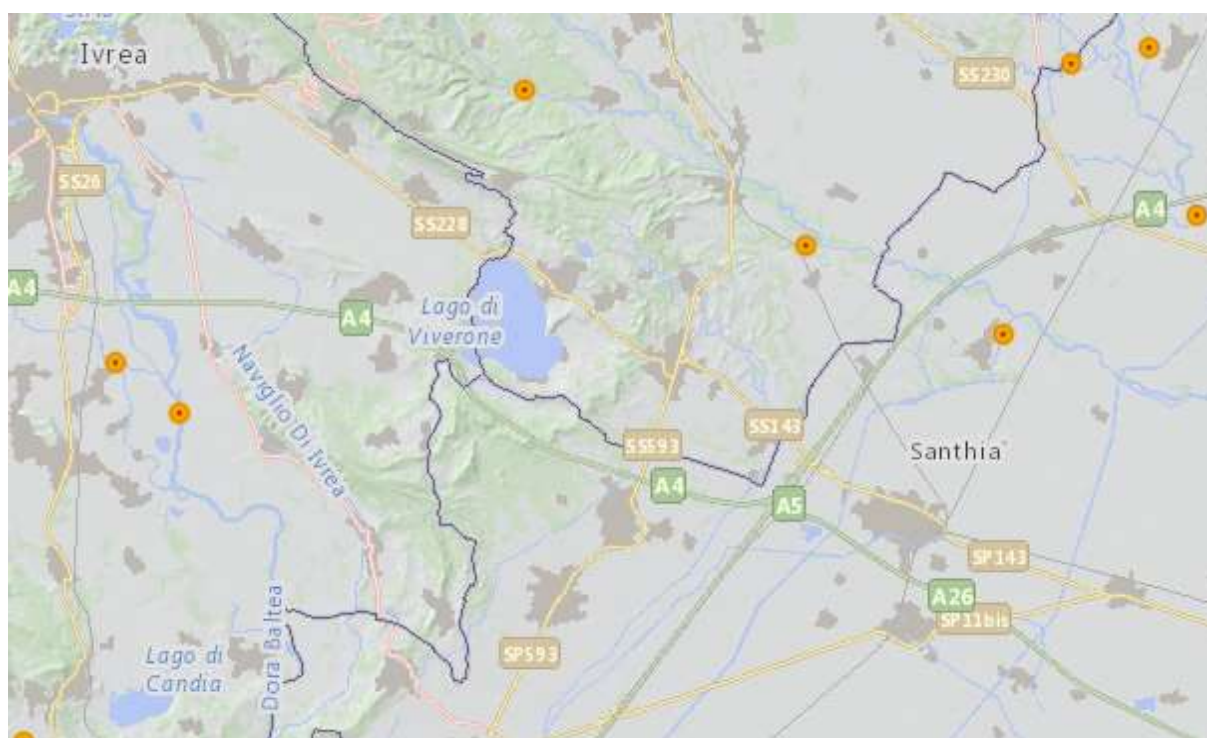 Ivrea
SS230
SS26
A4
SS228
A4
A4
Lago di
Viverone
Naviglio Di Ivrea
SS143
SS593
Santhia`
A4
A5
SP143
A26
SP11bis
Dora Baltea
SP593
Lago di
Candia